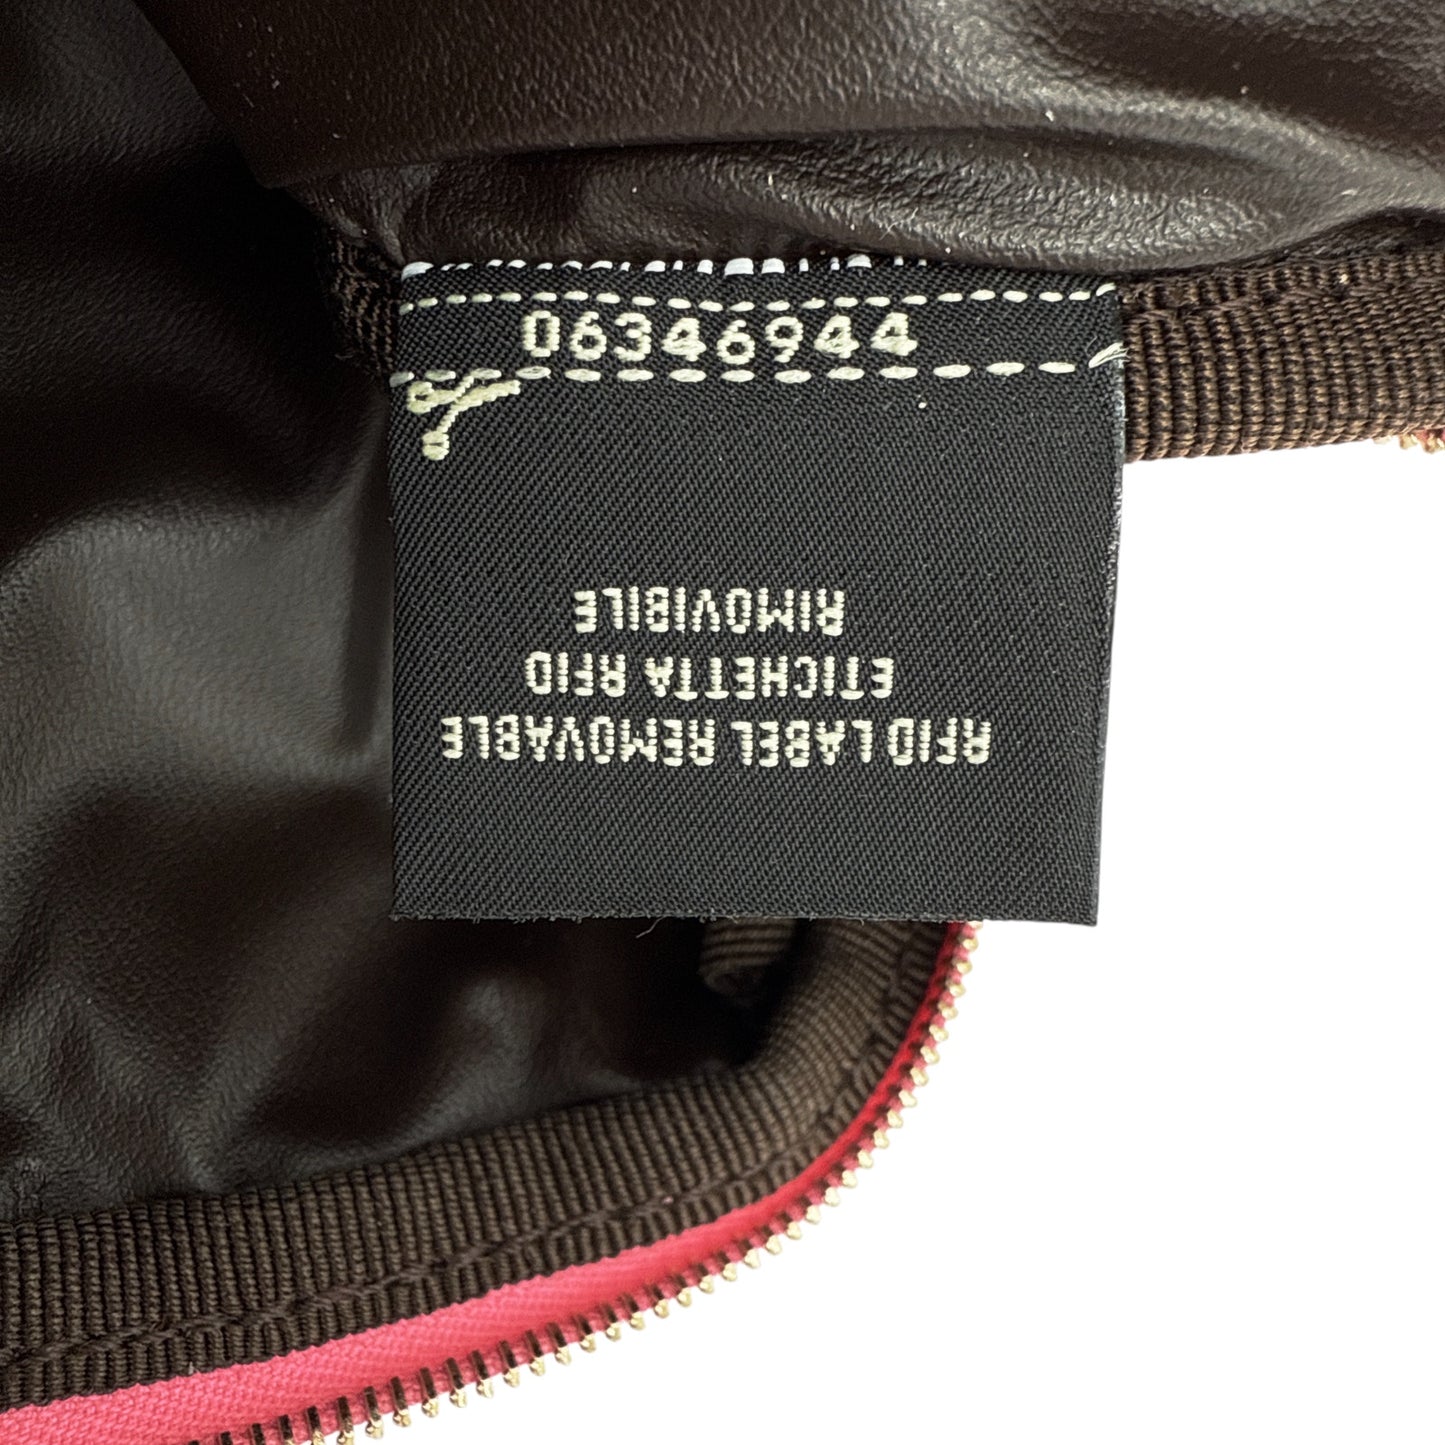 06346944
RFID LABEL REMOVABLE
ETICHETTA RFID
RIMOVIBILE